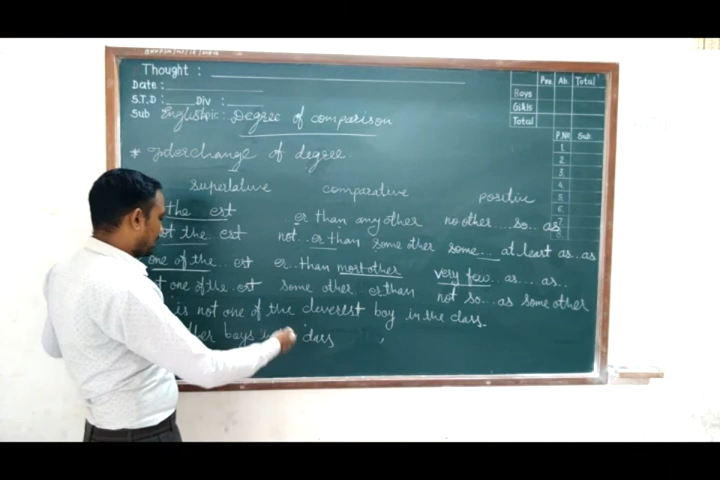 Thought :
Date :
S.T.D : Div :
Sub English : Degree of comparison
Pre. Ab. Total
Boys
Girls
Total
P.No Sub.
1.
2.
3.
4.
5.
6.
7.
* Interchange of degree.
superlative comparative positive
the est er than any other no other....so...as
not the...est not...er than some other some... at least as...as
one of the....est er...than most other very few...as....as..
one of the..est some other..er than not so...as some other
is not one of the cleverest boy in the class.
other boys in class